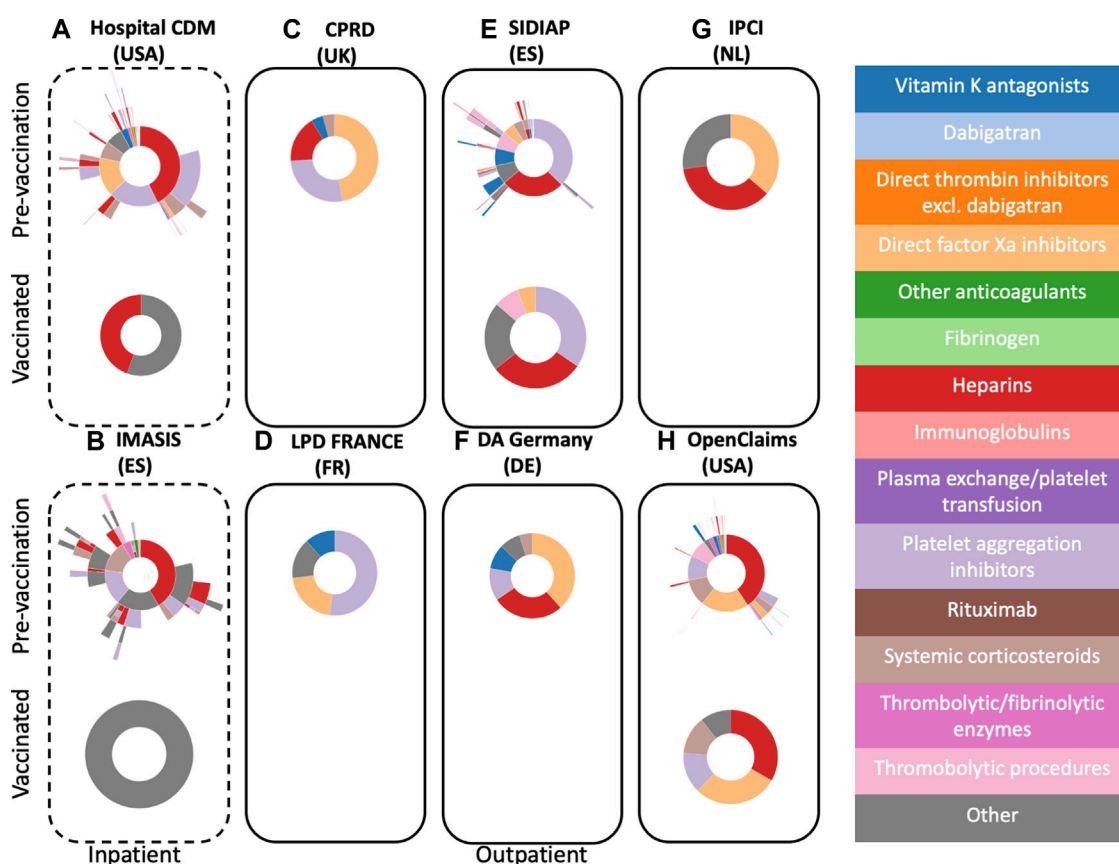 A Hospital CDM
(USA)
C CPRD
(UK)
E SIDIAP
(ES)
G IPCI
(NL)
Pre-vaccination
Vaccinated
B IMASIS
(ES)
D LPD FRANCE
(FR)
F DA Germany
(DE)
H OpenClaims
(USA)
Pre-vaccination
Vaccinated
Inpatient
Outpatient
Vitamin K antagonists
Dabigatran
Direct thrombin inhibitors
excl. dabigatran
Direct factor Xa inhibitors
Other anticoagulants
Fibrinogen
Heparins
Immunoglobulins
Plasma exchange/platelet
transfusion
Platelet aggregation
inhibitors
Rituximab
Systemic corticosteroids
Thrombolytic/fibrinolytic
enzymes
Thromobolytic procedures
Other